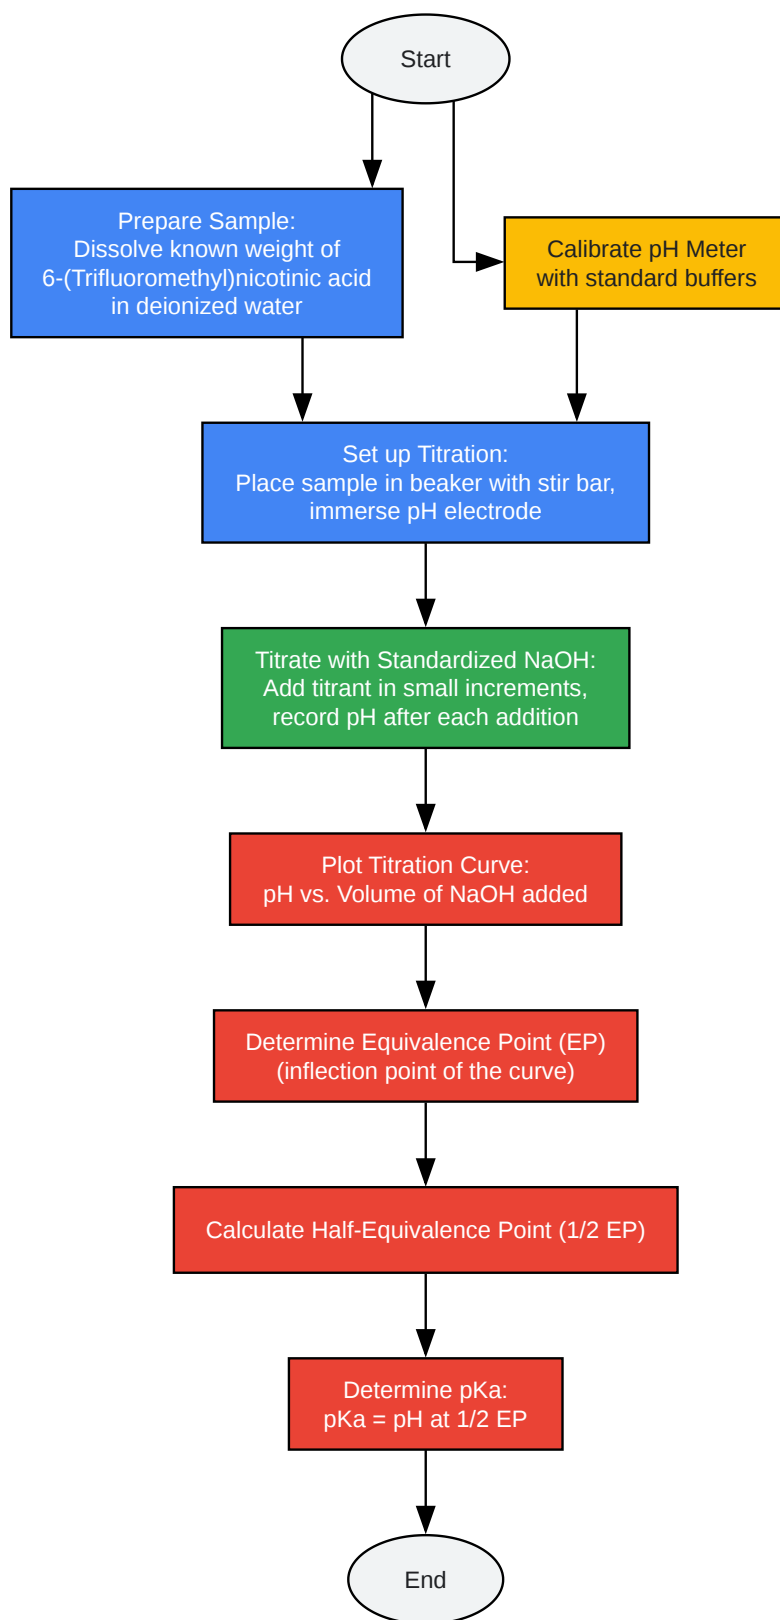 Start
Prepare Sample:
Dissolve known weight of
6-(Trifluoromethyl)nicotinic acid
in deionized water
Calibrate pH Meter
with standard buffers
Set up Titration:
Place sample in beaker with stir bar,
immerse pH electrode
Titrate with Standardized NaOH:
Add titrant in small increments,
record pH after each addition
Plot Titration Curve:
pH vs. Volume of NaOH added
Determine Equivalence Point (EP)
(inflection point of the curve)
Calculate Half-Equivalence Point (1/2 EP)
Determine pKa:
pKa = pH at 1/2 EP
End